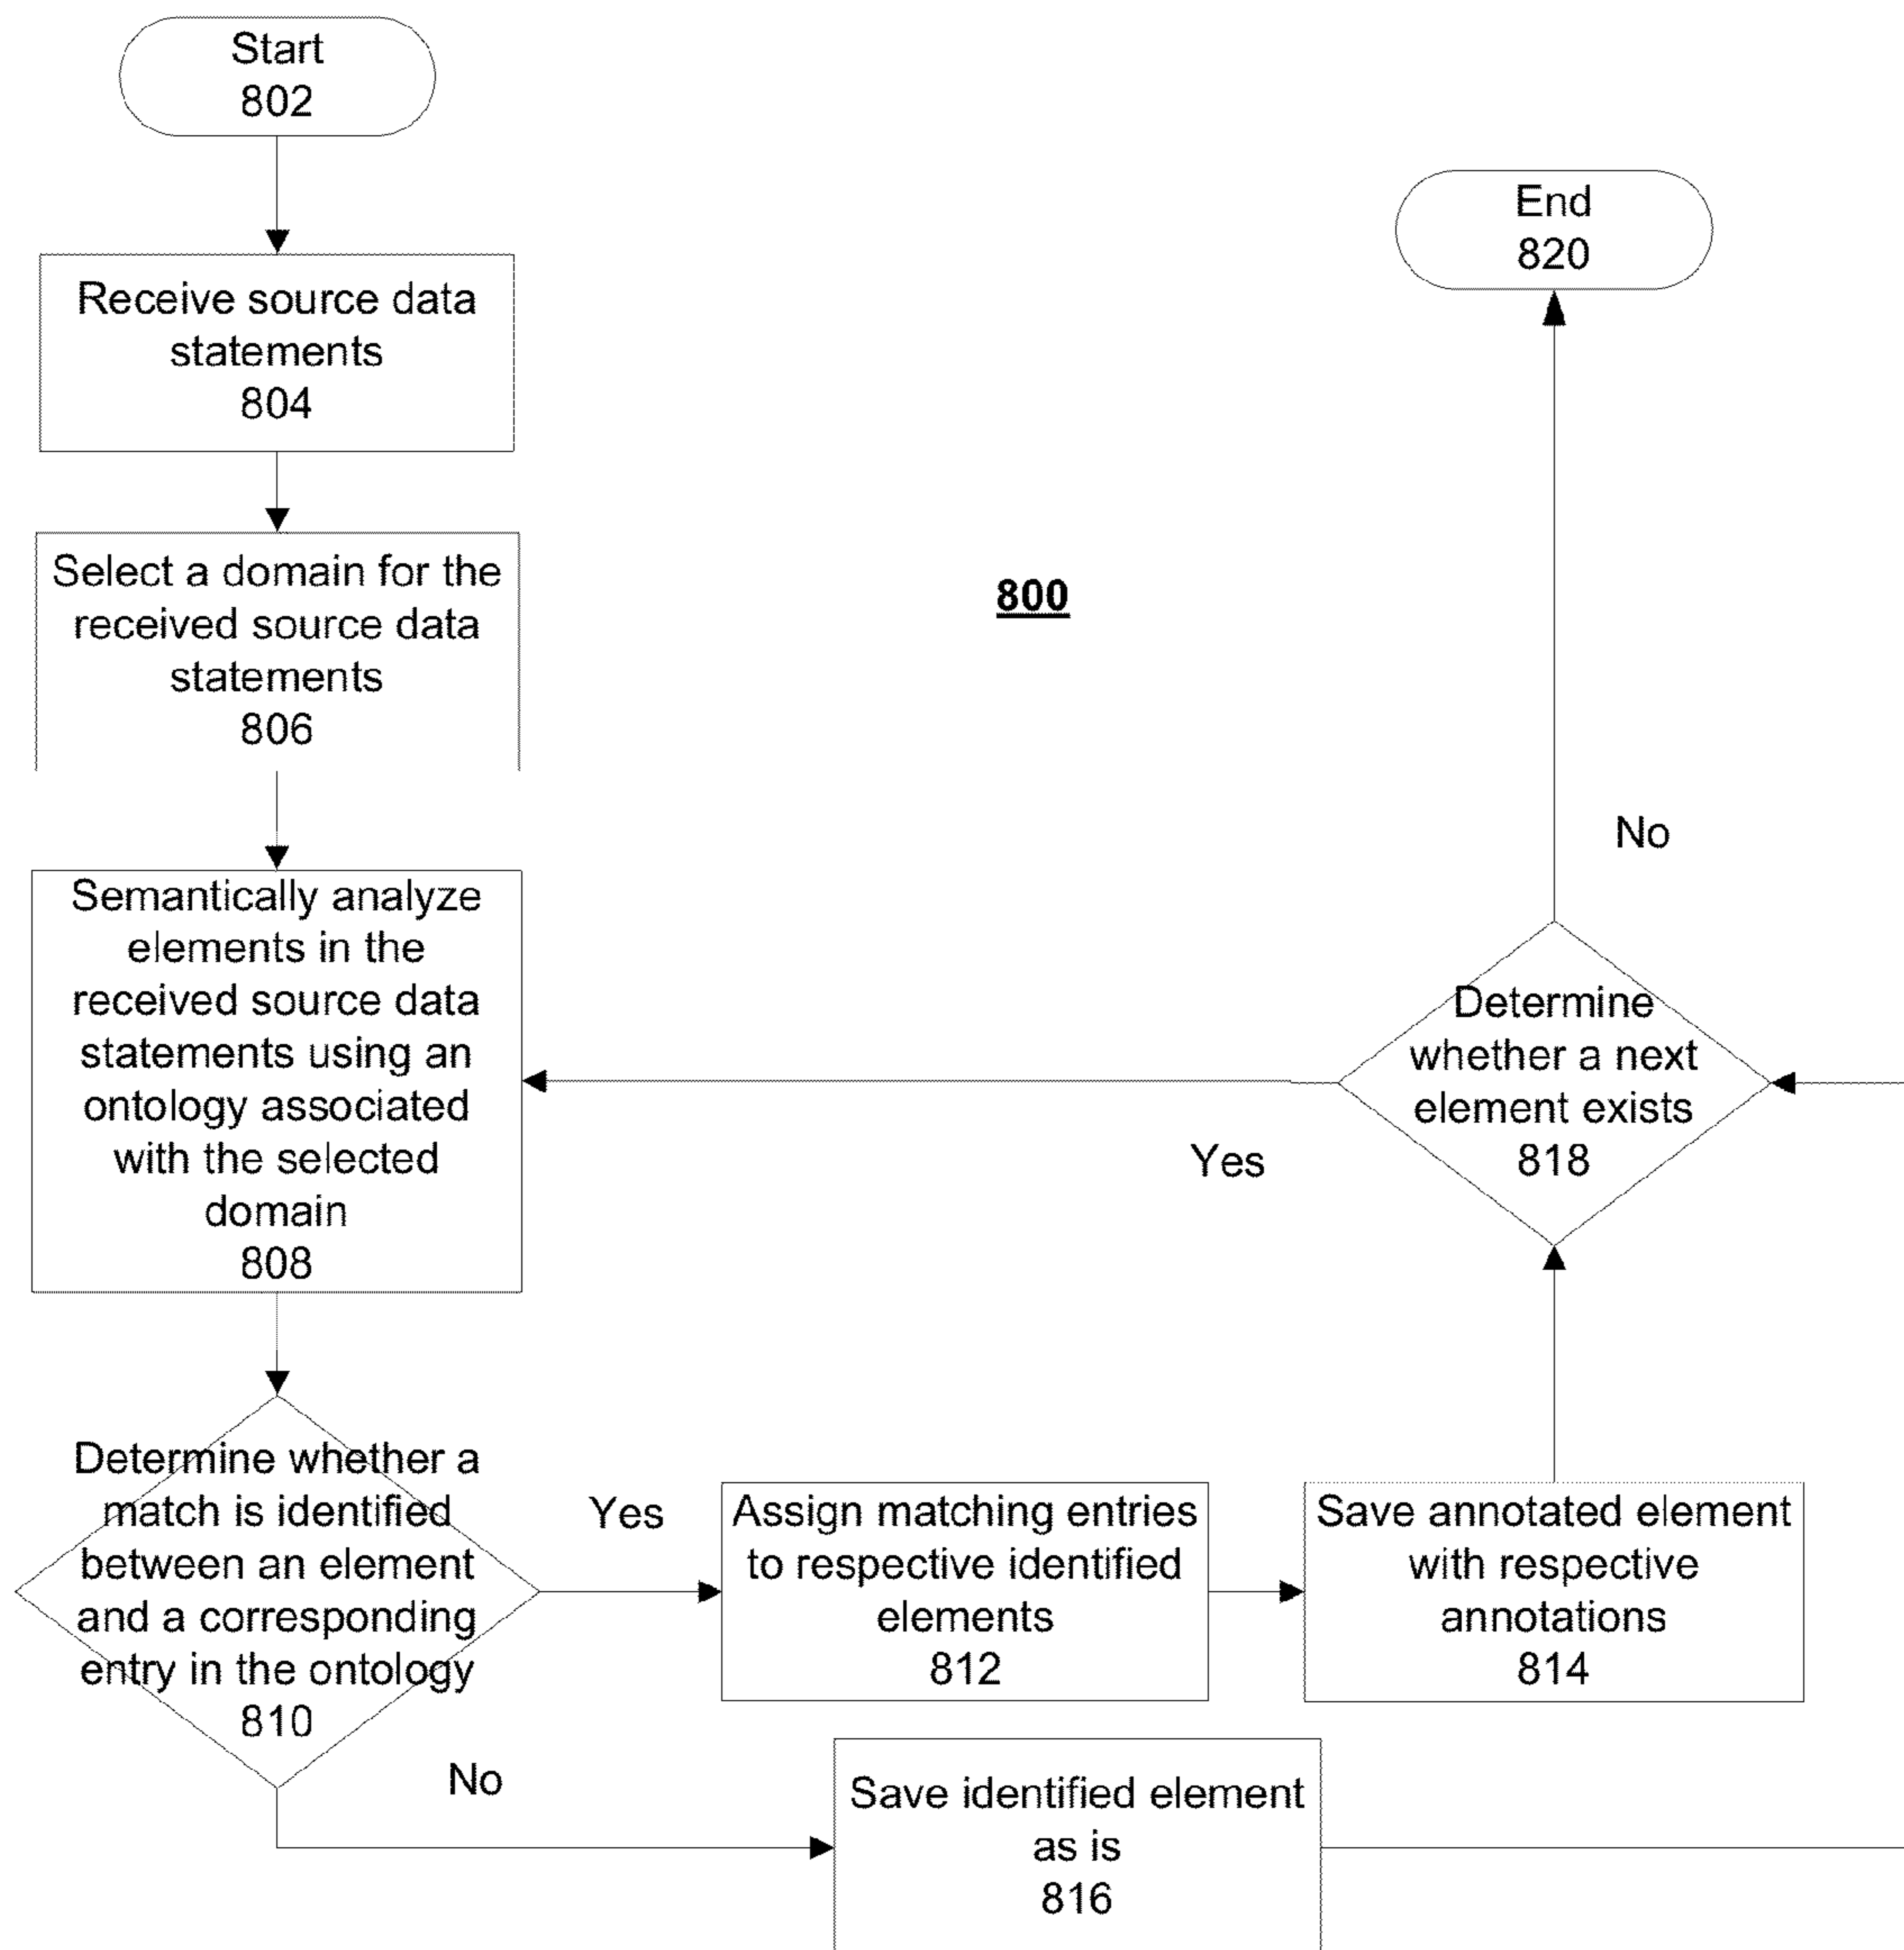 Start
802
Receive source data
statements
804
Select a domain for the
received source data
statements
806
Semantically analyze
elements in the
received source data
statements using an
ontology associated
with the selected
domain
808
Determine whether a
match is identified
between an element
and a corresponding
entry in the ontology
810
Yes
No
Assign matching entries
to respective identified
elements
812
Save annotated element
with respective
annotations
814
Save identified element
as is
816
Determine
whether a next
element exists
818
Yes
No
End
820
800